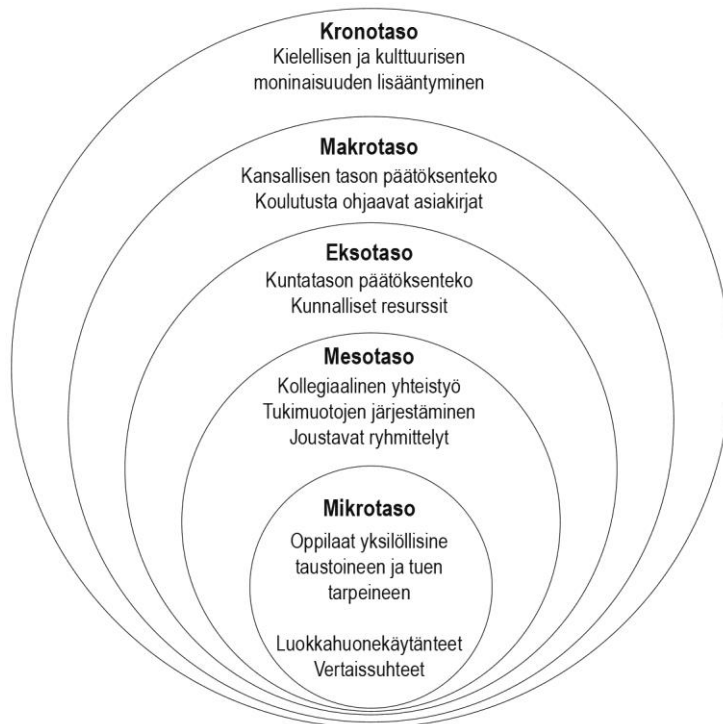 Kronotaso
Kielellisen ja kulttuurisen
moninaisuuden lisääntyminen
Makrotaso
Kansallisen tason päätöksenteko
Koulutusta ohjaavat asiakirjat
Eksotaso
Kuntatason päätöksenteko
Kunnalliset resurssit
Mesotaso
Kollegiaalinen yhteistyö
Tukimuotojen järjestäminen
Joustavat ryhmittelyt
Mikrotaso
Oppilaat yksilöllisine
taustoineen ja tuen
tarpeineen
Luokkahuonekäytänteet
Vertaissuhteet